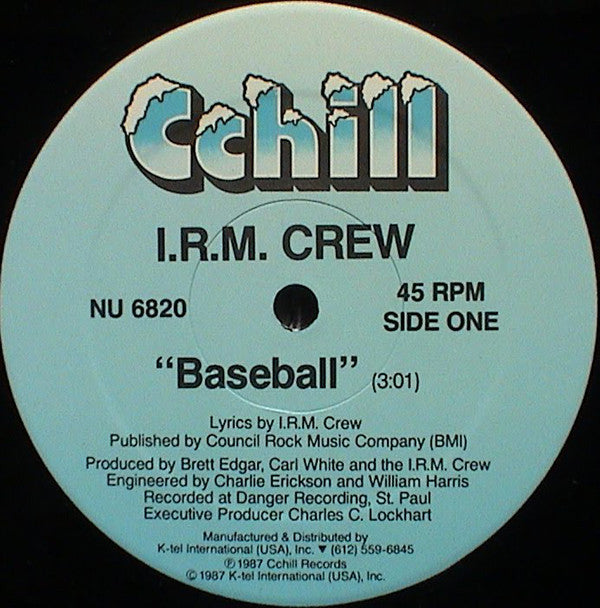 Cchill
I.R.M. CREW
NU 6820
45 RPM
SIDE ONE
“Baseball” (3:01)
Lyrics by I.R.M. Crew
Published by Council Rock Music Company (BMI)
Produced by Brett Edgar, Carl White and the I.R.M. Crew
Engineered by Charlie Erickson and William Harris
Recorded at Danger Recording, St. Paul
Executive Producer Charles C. Lockhart
Manufactured & Distributed by
K-tel International (USA), Inc. ▼ (612) 559-6845
℗ 1987 Cchill Records
© 1987 K-tel International (USA), Inc.